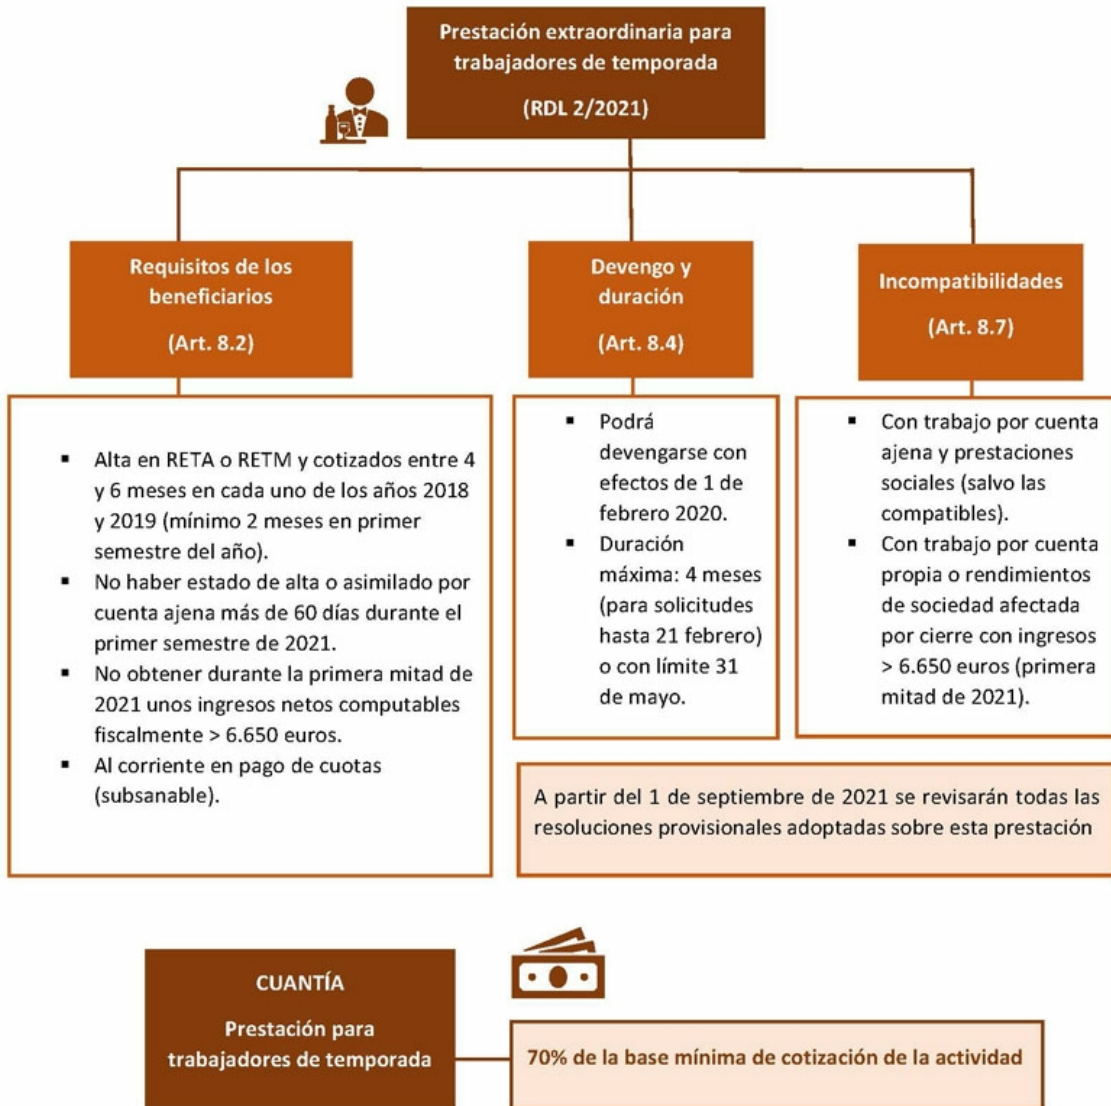 Prestación extraordinaria para
trabajadores de temporada
(RDL 2/2021)
Requisitos de los
beneficiarios
(Art. 8.2)
▪ Alta en RETA o RETM y cotizados entre 4
y 6 meses en cada uno de los años 2018
y 2019 (mínimo 2 meses en primer
semestre del año).
▪ No haber estado de alta o asimilado por
cuenta ajena más de 60 días durante el
primer semestre de 2021.
▪ No obtener durante la primera mitad de
2021 unos ingresos netos computables
fiscalmente > 6.650 euros.
▪ Al corriente en pago de cuotas
(subsanable).
Devengo y
duración
(Art. 8.4)
▪ Podrá
devengarse con
efectos de 1 de
febrero 2020.
▪ Duración
máxima: 4 meses
(para solicitudes
hasta 21 febrero)
o con límite 31
de mayo.
Incompatibilidades
(Art. 8.7)
▪ Con trabajo por cuenta
ajena y prestaciones
sociales (salvo las
compatibles).
▪ Con trabajo por cuenta
propia o rendimientos
de sociedad afectada
por cierre con ingresos
> 6.650 euros (primera
mitad de 2021).
A partir del 1 de septiembre de 2021 se revisarán todas las
resoluciones provisionales adoptadas sobre esta prestación
CUANTÍA
Prestación para
trabajadores de temporada
70% de la base mínima de cotización de la actividad